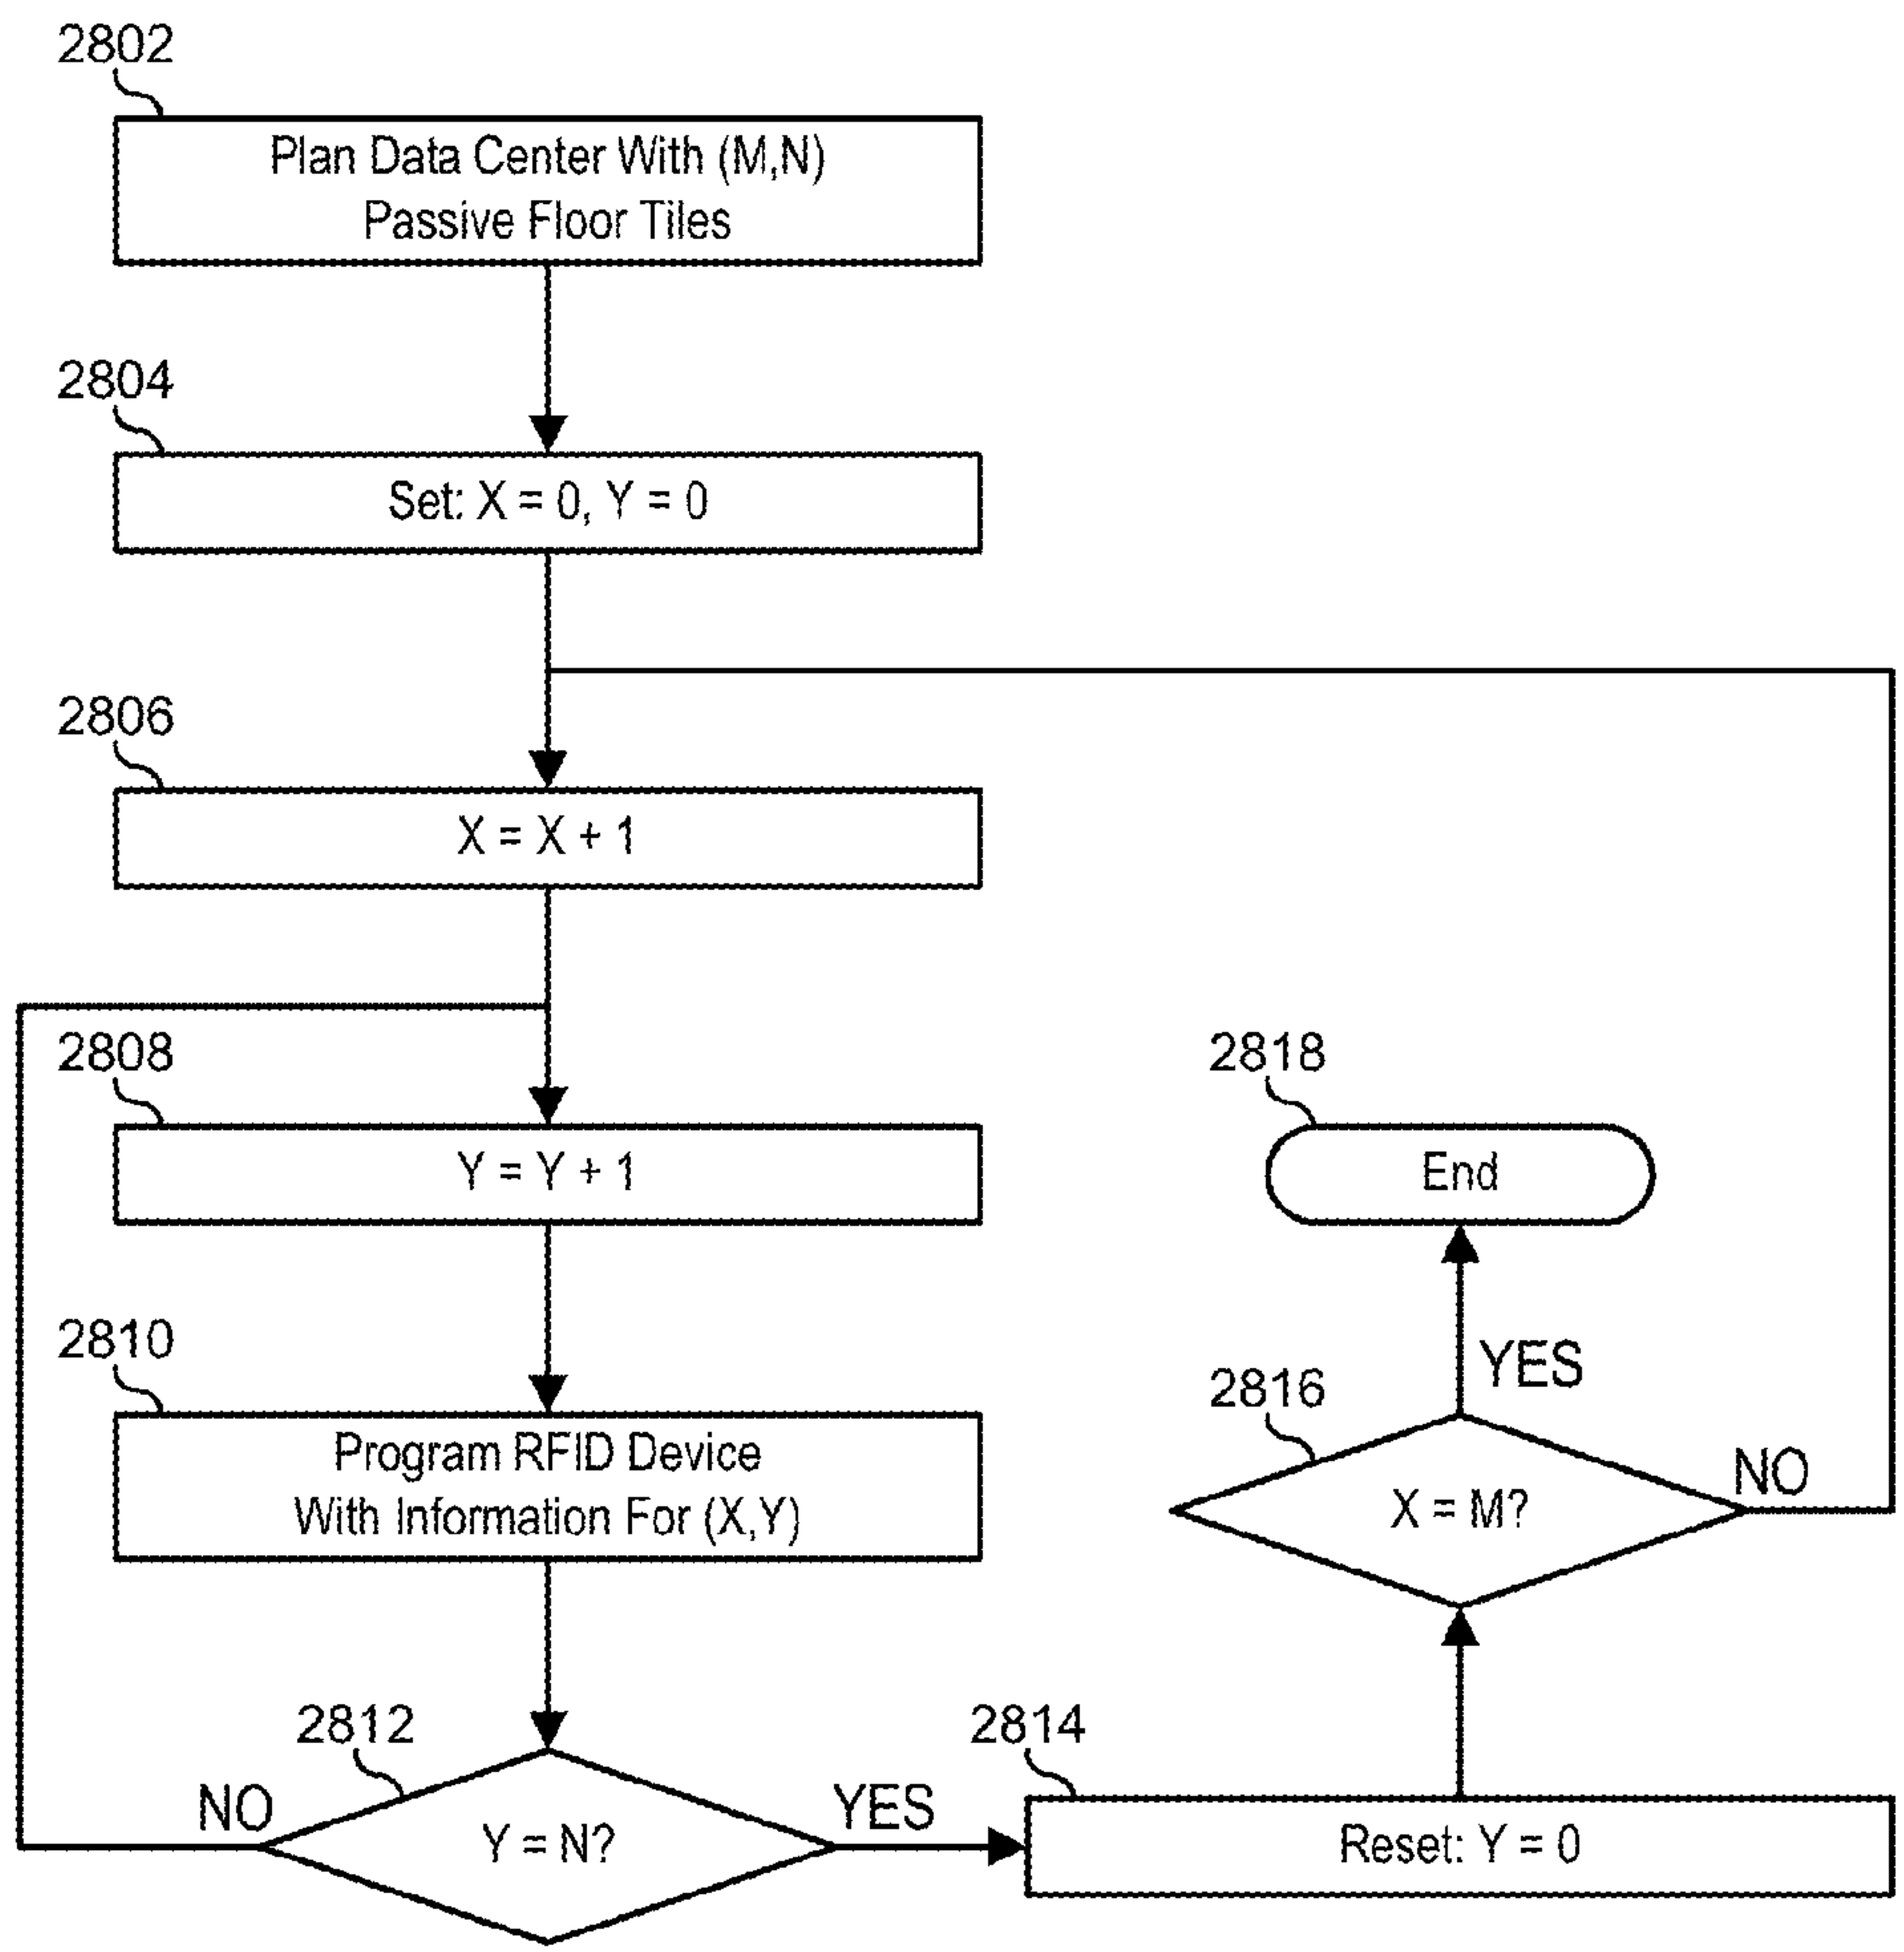 2802
Plan Data Center With (M,N)
Passive Floor Tiles
2804
Set: X = 0, Y = 0
2806
X = X + 1
2808
Y = Y + 1
2810
Program RFID Device
With Information For (X,Y)
2812
Y = N?
NO
YES
2814
Reset: Y = 0
2816
X = M?
NO
YES
2818
End